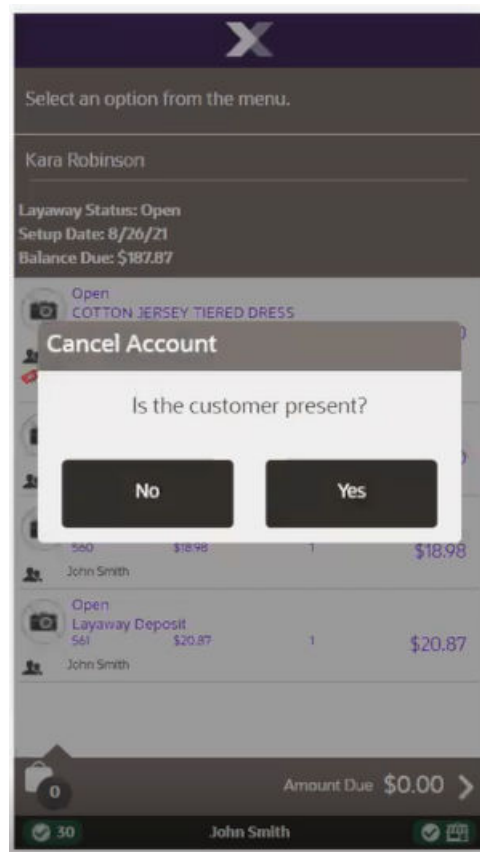 Select an option from the menu.
Kara Robinson
Layaway Status: Open
Setup Date: 8/26/21
Balance Due: $187.87
Open
COTTON JERSEY TIERED DRESS
Cancel Account
Is the customer present?
No Yes
560 $18.98 1 $18.98
John Smith
Open
Layaway Deposit
561 $20.87 1 $20.87
John Smith
0 Amount Due $0.00
30 John Smith